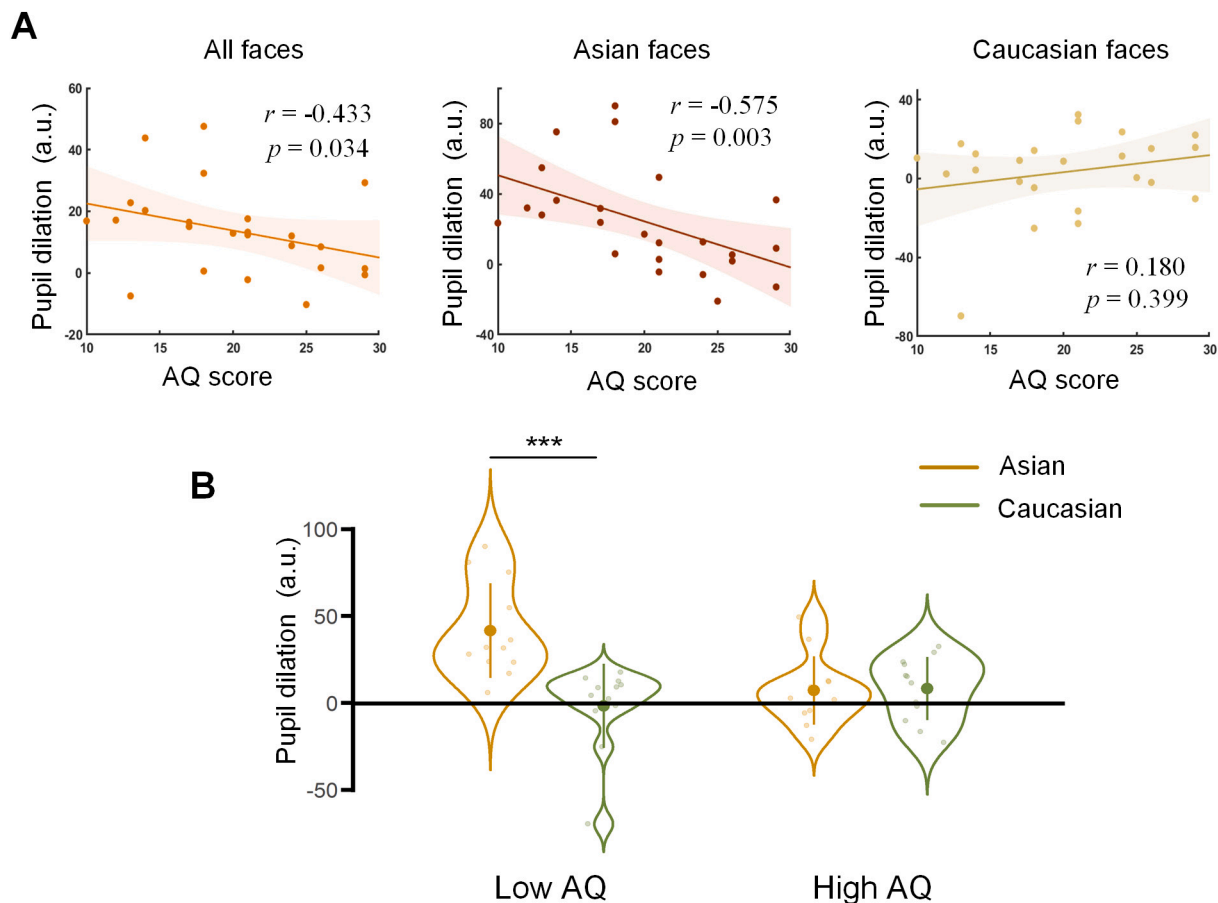 A
All faces
Pupil dilation (a.u.)
60
40
20
0
-20
r = -0.433
p = 0.034
10 15 20 25 30
AQ score
Asian faces
Pupil dilation (a.u.)
80
40
0
-40
r = -0.575
p = 0.003
10 15 20 25 30
AQ score
Caucasian faces
Pupil dilation (a.u.)
40
0
-40
-80
r = 0.180
p = 0.399
10 15 20 25 30
AQ score
B
***
Asian
Caucasian
Pupil dilation (a.u.)
100
50
0
-50
Low AQ High AQ